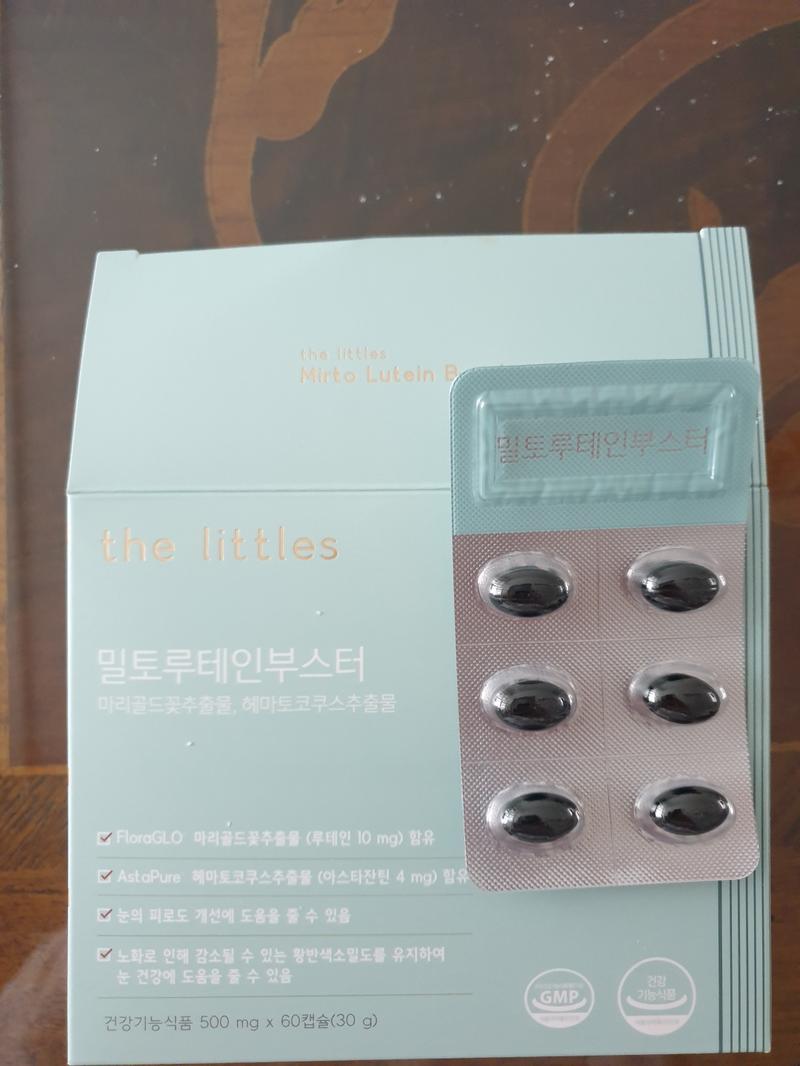 the littles
Mirto Lutein B
밀토루테인부스터
the littles
밀토루테인부스터
마리골드꽃추출물, 헤마토코쿠스추출물
FloraGLO 마리골드꽃추출물 (루테인 10 mg) 함유
AstaPure 헤마토코쿠스추출물 (아스타잔틴 4 mg) 함유
눈의 피로도 개선에 도움을 줄 수 있음
노화로 인해 감소될 수 있는 황반색소밀도를 유지하여
눈 건강에 도움을 줄 수 있음
건강기능식품 500 mg x 60캡슐(30 g)
GMP
건강
기능식품